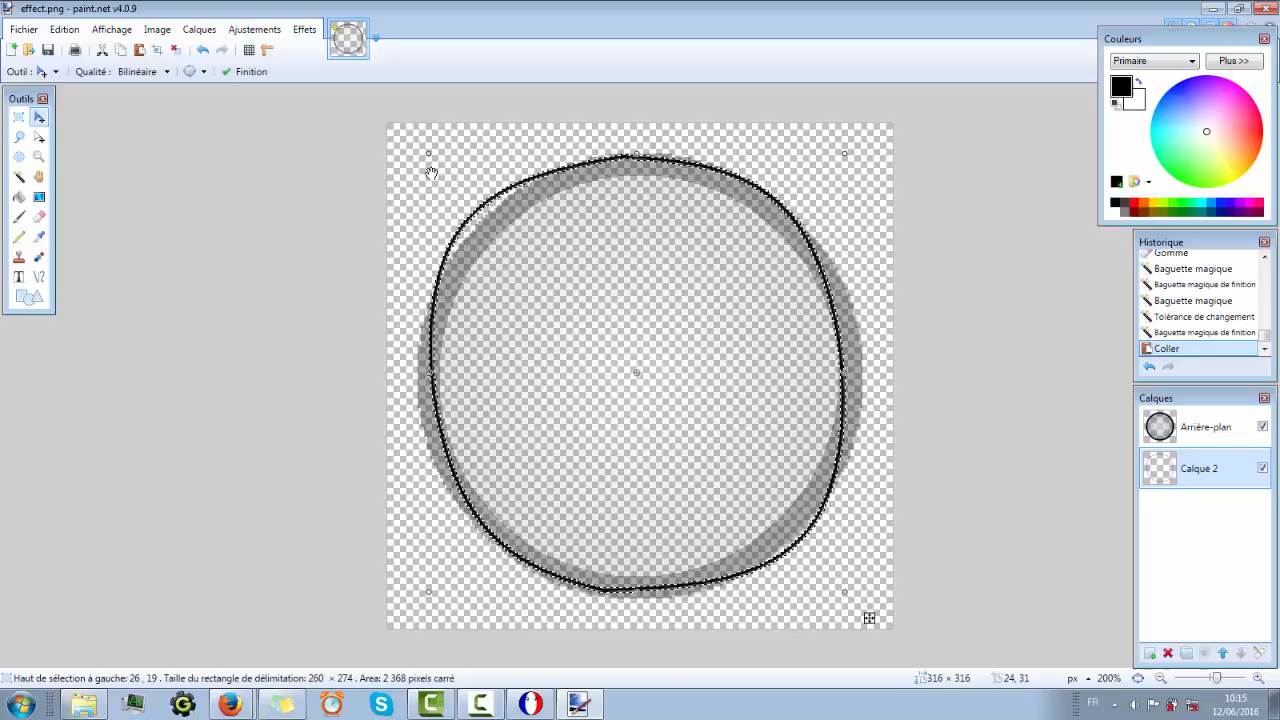 effect.png - paint.net v4.0.9
Fichier Edition Affichage Image Calques Ajustements Effets
Outil : Qualité : Bilinéaire Finition
Outils
Couleurs
Primaire Plus >>
Historique
Gomme
Baguette magique
Baguette magique de finition
Baguette magique
Tolérance de changement
Baguette magique de finition
Coller
Calques
Arrière-plan
Calque 2
Haut de sélection à gauche: 26 , 19 . Taille du rectangle de délimitation: 260 × 274 . Area: 2 368 pixels carré 316 × 316 24, 31 px 200%
FR 10:15
12/06/2016